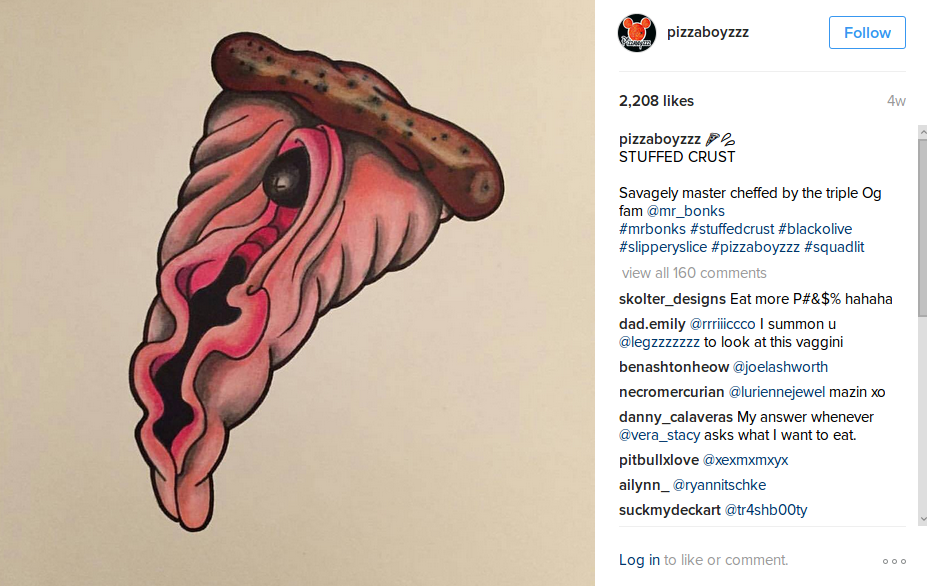 pizzaboyzzz
Follow
2,208 likes
4w
pizzaboyzzz
STUFFED CRUST
Savagely master cheffed by the triple Og
fam @mr_bonks
#mrbonks #stuffedcrust #blackolive
#slipperyslice #pizzaboyzzz #squadlit
view all 160 comments
skolter_designs Eat more P#&$% hahaha
dad.emily @rrriiiccco I summon u
@legzzzzzzz to look at this vaggini
benashtonheow @joelashworth
necromercurian @luriennejewel mazin xo
danny_calaveras My answer whenever
@vera_stacy asks what I want to eat.
pitbullxlove @xexmxmxyx
ailynn_ @ryannitschke
suckmydeckart @tr4shb00ty
Log in to like or comment.